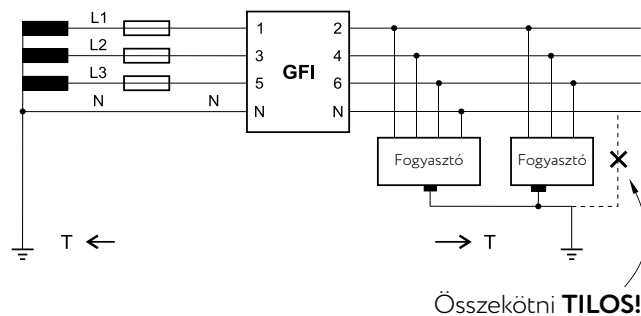 L1
L2
L3
N N
1 2
3 GFI 4
5 6
N N
Fogyasztó Fogyasztó
T T
Összekötni TILOS!